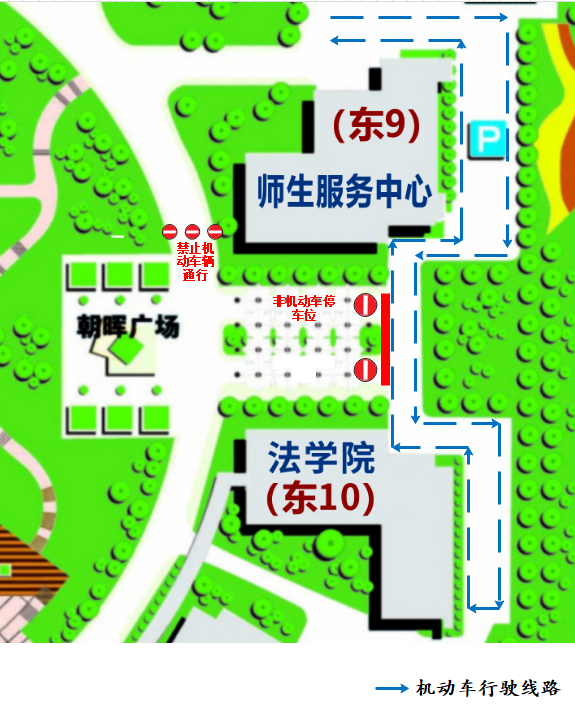 (东9)
P
师生服务中心
禁止机
动车辆
通行
非机动车停
车位
朝晖广场
法学院
(东10)
机动车行驶线路